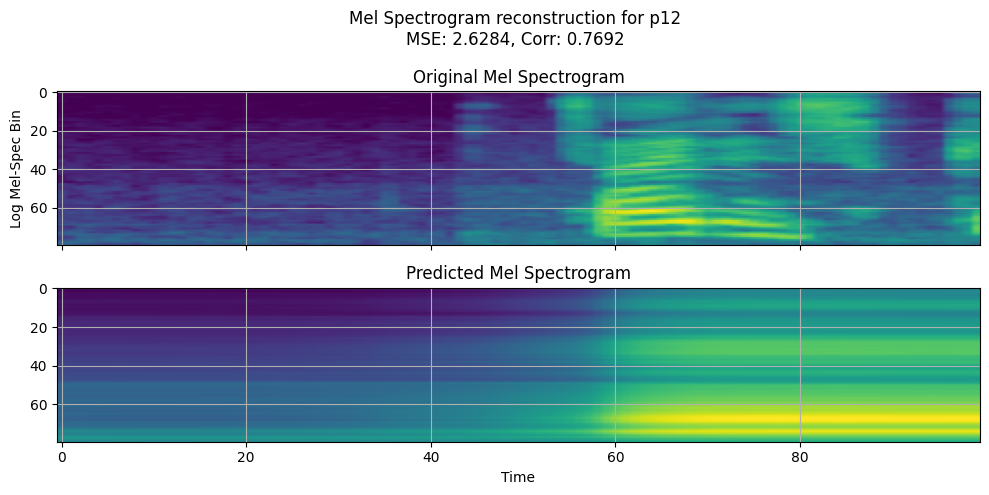 Mel Spectrogram reconstruction for p12
MSE: 2.6284, Corr: 0.7692
Original Mel Spectrogram
Log Mel-Spec Bin
0
20
40
60
Predicted Mel Spectrogram
0
20
40
60
0 20 40 60 80
Time